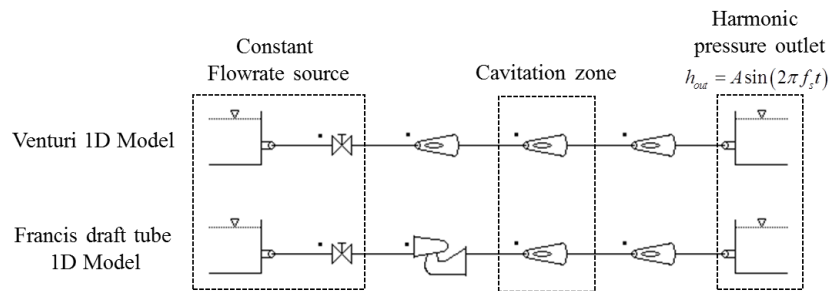 Harmonic
pressure outlet
h_out = A sin(2π f_s t)
Constant
Flowrate source
Cavitation zone
Venturi 1D Model
Francis draft tube
1D Model